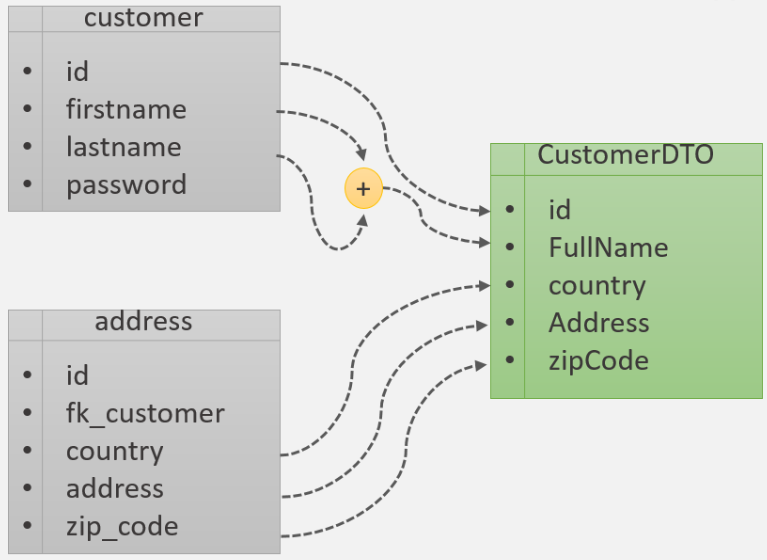 customer
• id
• firstname
• lastname
• password
+
CustomerDTO
• id
• FullName
• country
• Address
• zipCode
address
• id
• fk_customer
• country
• address
• zip_code